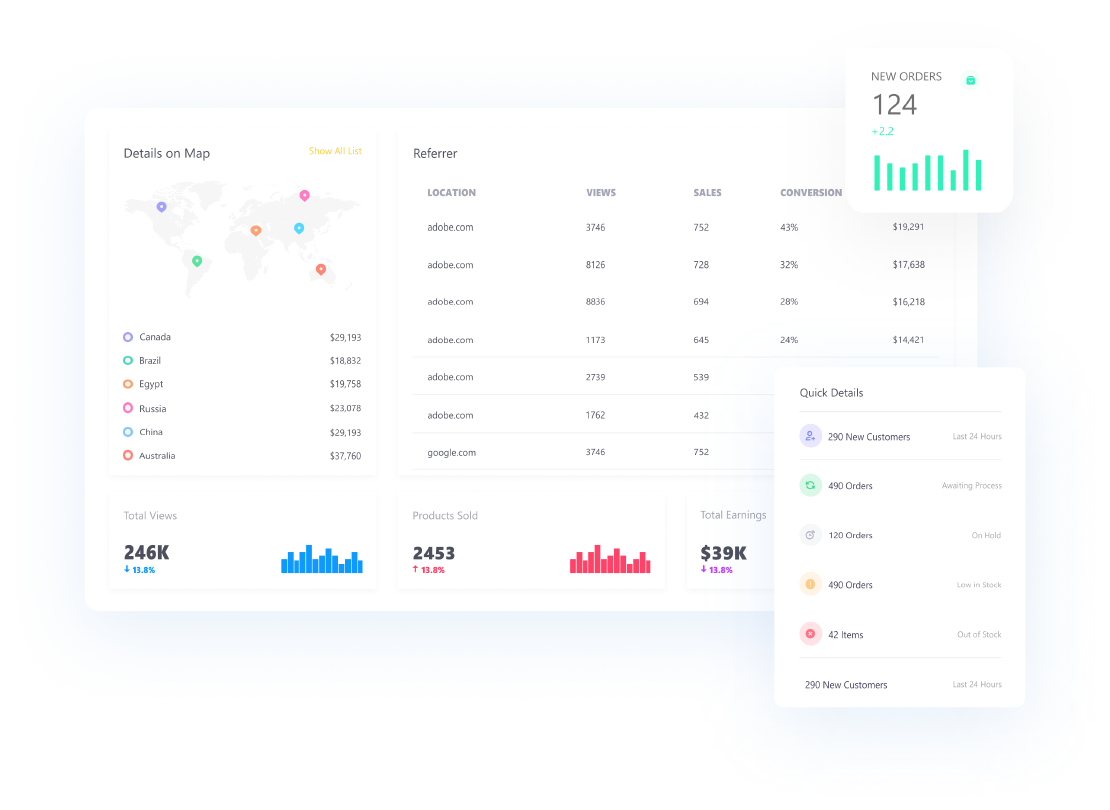 NEW ORDERS
124
+2,2
Details on Map
Show All List
Canada $29,193
Brazil $18,832
Egypt $19,758
Russia $23,078
China $29,193
Australia $37,760
Referrer
LOCATION VIEWS SALES CONVERSION
adobe.com 3746 752 43% $19,291
adobe.com 8126 728 32% $17,638
adobe.com 8836 694 28% $16,218
adobe.com 1173 645 24% $14,421
adobe.com 2739 539
adobe.com 1762 432
google.com 3746 752
Total Views
246K
↓ 13.8%
Products Sold
2453
↑ 13.8%
Total Earnings
$39K
↓ 13.8%
Quick Details
290 New Customers Last 24 Hours
490 Orders Awaiting Process
120 Orders On Hold
490 Orders Low in Stock
42 Items Out of Stock
290 New Customers Last 24 Hours